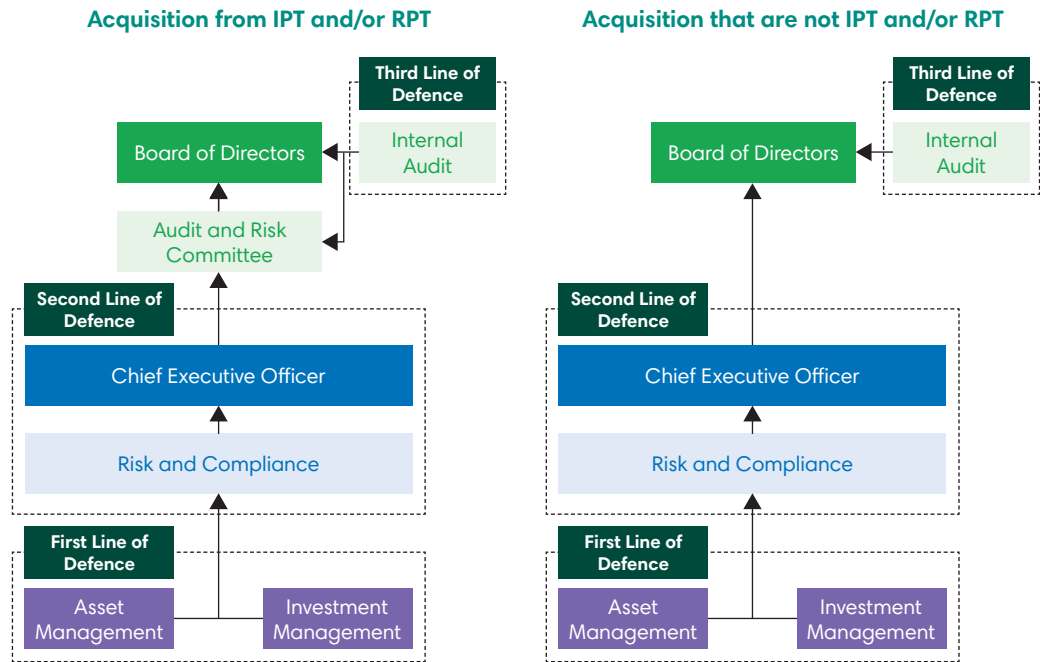 Acquisition from IPT and/or RPT
Third Line of
Defence
Internal
Audit
Board of Directors
Audit and Risk
Committee
Second Line of
Defence
Chief Executive Officer
Risk and Compliance
First Line of
Defence
Asset
Management
Investment
Management
Acquisition that are not IPT and/or RPT
Third Line of
Defence
Internal
Audit
Board of Directors
Second Line of
Defence
Chief Executive Officer
Risk and Compliance
First Line of
Defence
Asset
Management
Investment
Management